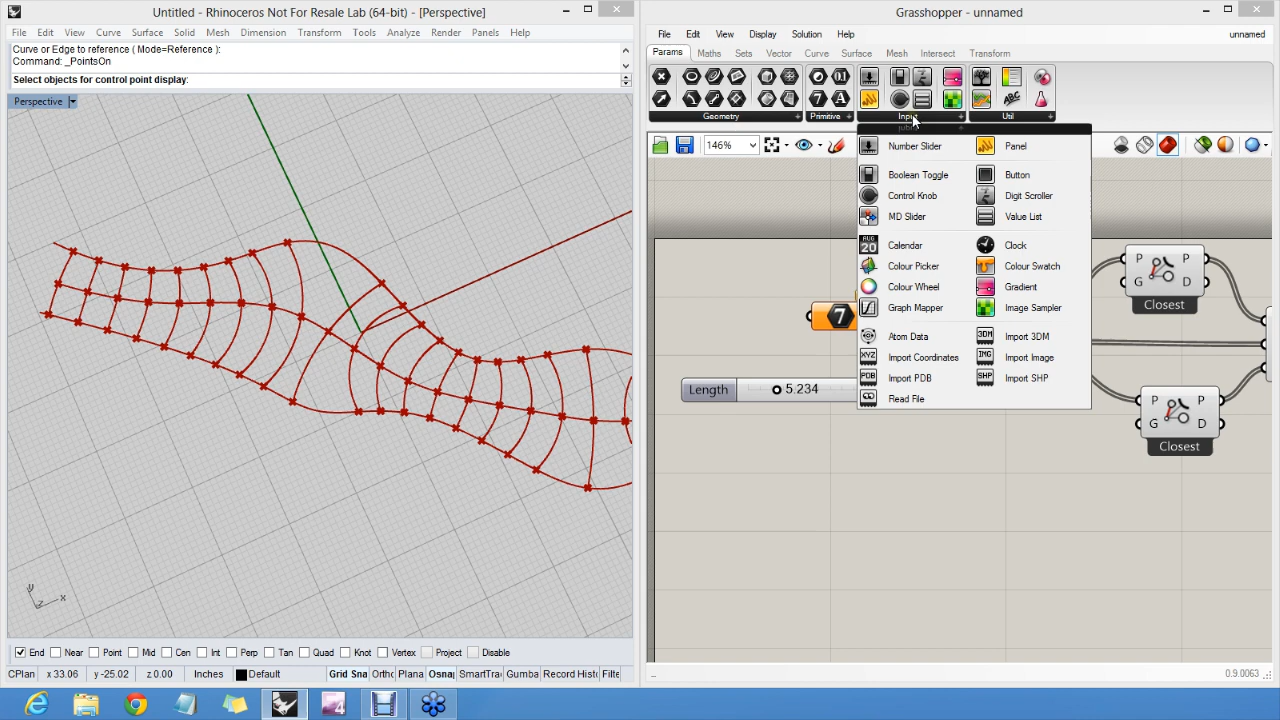 Untitled - Rhinoceros Not For Resale Lab (64-bit) - [Perspective]
File Edit View Curve Surface Solid Mesh Dimension Transform Tools Analyze Render Panels Help
Curve or Edge to reference ( Mode=Reference ):
Command: _PointsOn
Select objects for control point display:
Perspective
y
z
x
End Near Point Mid Cen Int Perp Tan Quad Knot Vertex Project Disable
CPlan x 33.06 y -25.02 z 0.00 Inches Default Grid Sna Ortho Plana Osna SmartTra Gumba Record Histo Filte
Grasshopper - unnamed
File Edit View Display Solution Help unnamed
Params Maths Sets Vector Curve Surface Mesh Intersect Transform
Geometry Primitive Input Util
146%
Number Slider Panel
Boolean Toggle Button
Control Knob Digit Scroller
MD Slider Value List
Calendar Clock
Colour Picker Colour Swatch
Colour Wheel Gradient
Graph Mapper Image Sampler
Atom Data Import 3DM
Import Coordinates Import Image
Import PDB Import SHP
Read File
7
Length 5.234
P P
G D
Closest
P P
G D
Closest
0.9.0063